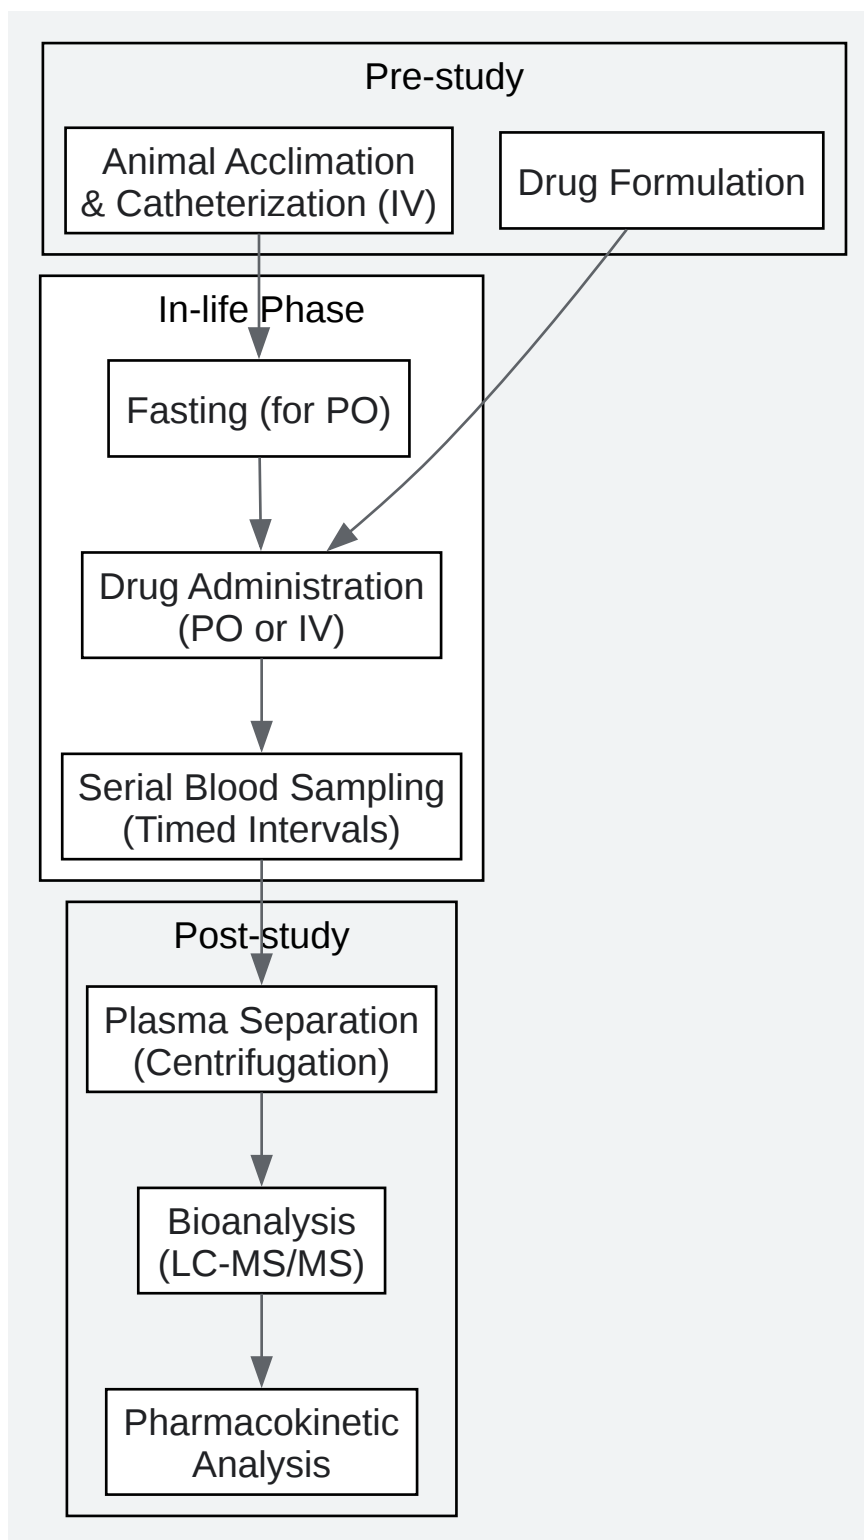 Pre-study
Animal Acclimation
& Catheterization (IV)
Drug Formulation
In-life Phase
Fasting (for PO)
Drug Administration
(PO or IV)
Serial Blood Sampling
(Timed Intervals)
Post-study
Plasma Separation
(Centrifugation)
Bioanalysis
(LC-MS/MS)
Pharmacokinetic
Analysis